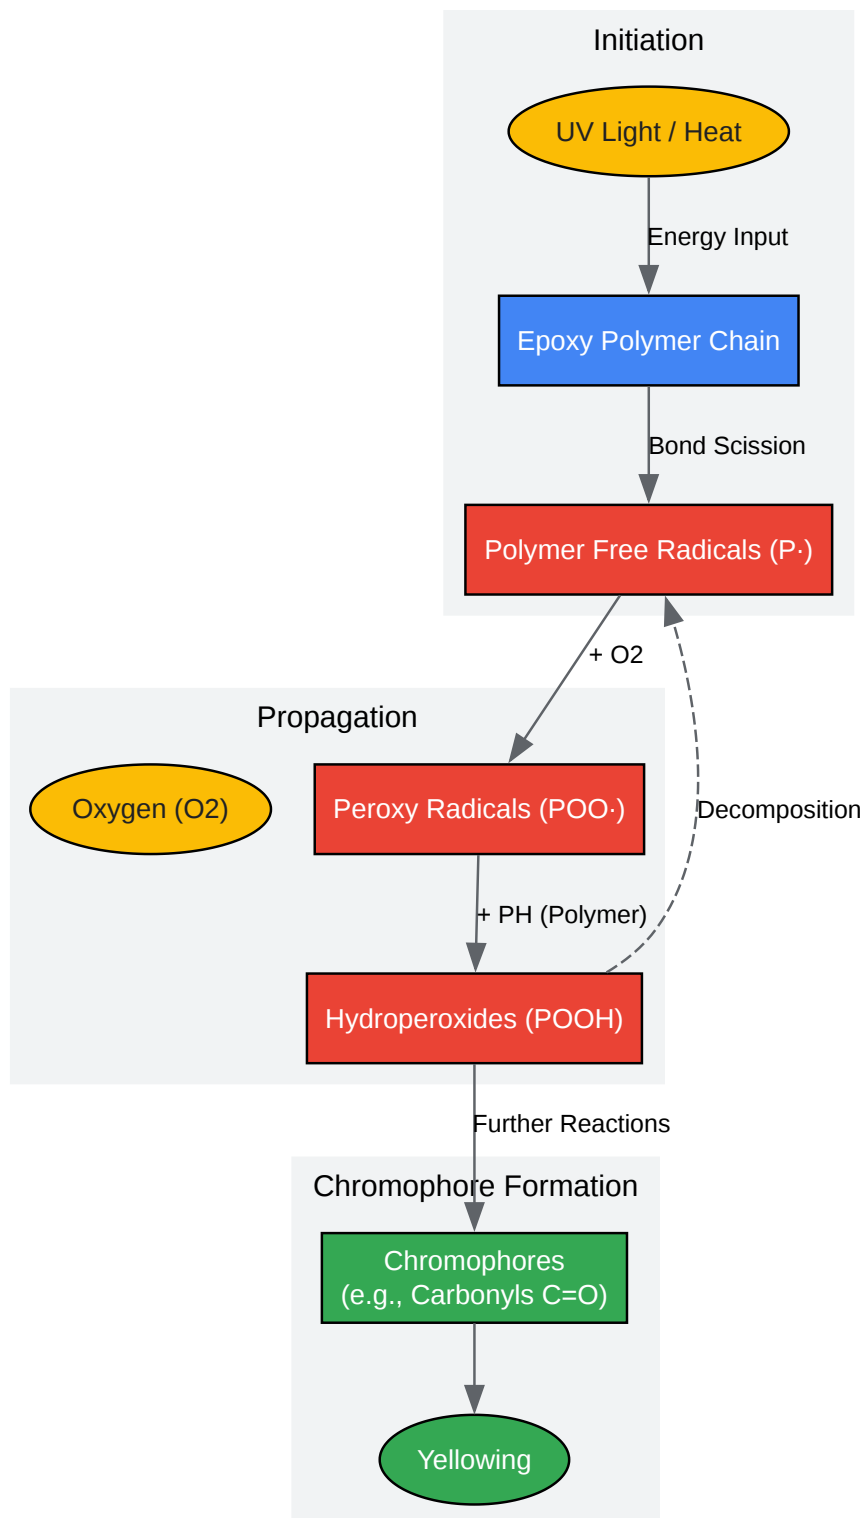 Initiation
UV Light / Heat
Energy Input
Epoxy Polymer Chain
Bond Scission
Polymer Free Radicals (P·)
+ O2
Propagation
Oxygen (O2)
Peroxy Radicals (POO·)
Decomposition
+ PH (Polymer)
Hydroperoxides (POOH)
Further Reactions
Chromophore Formation
Chromophores
(e.g., Carbonyls C=O)
Yellowing